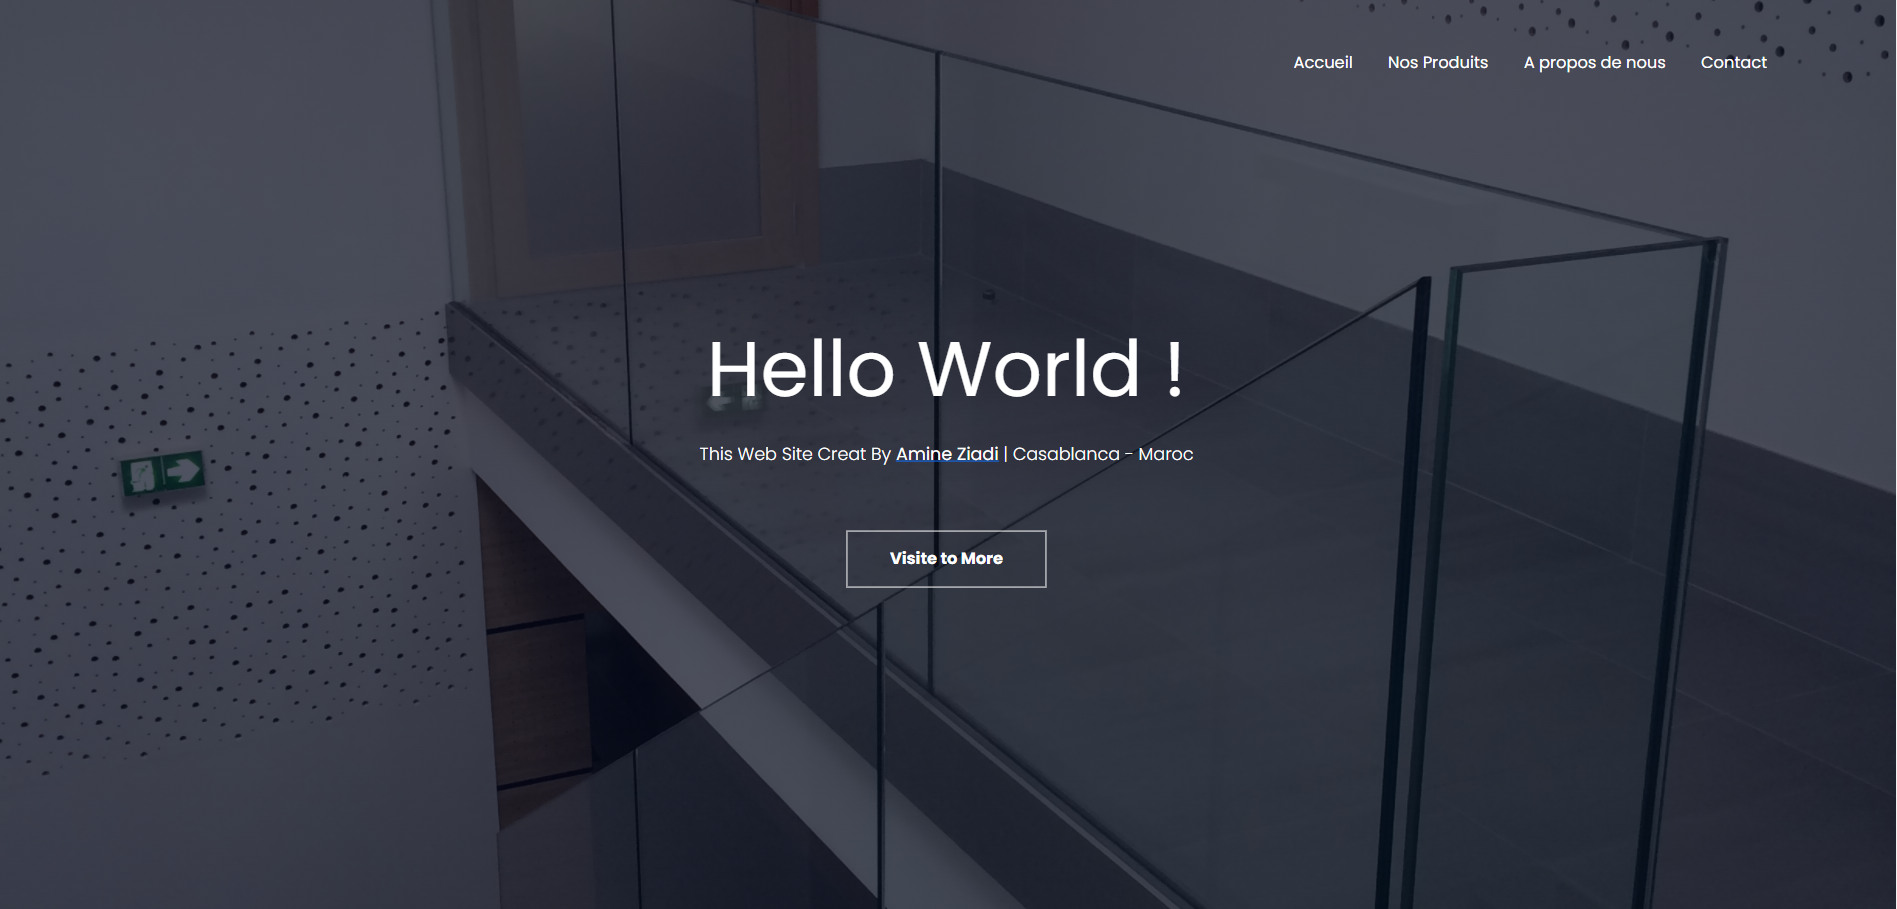 Accueil Nos Produits A propos de nous Contact
Hello World !
This Web Site Creat By Amine Ziadi | Casablanca - Maroc
Visite to More